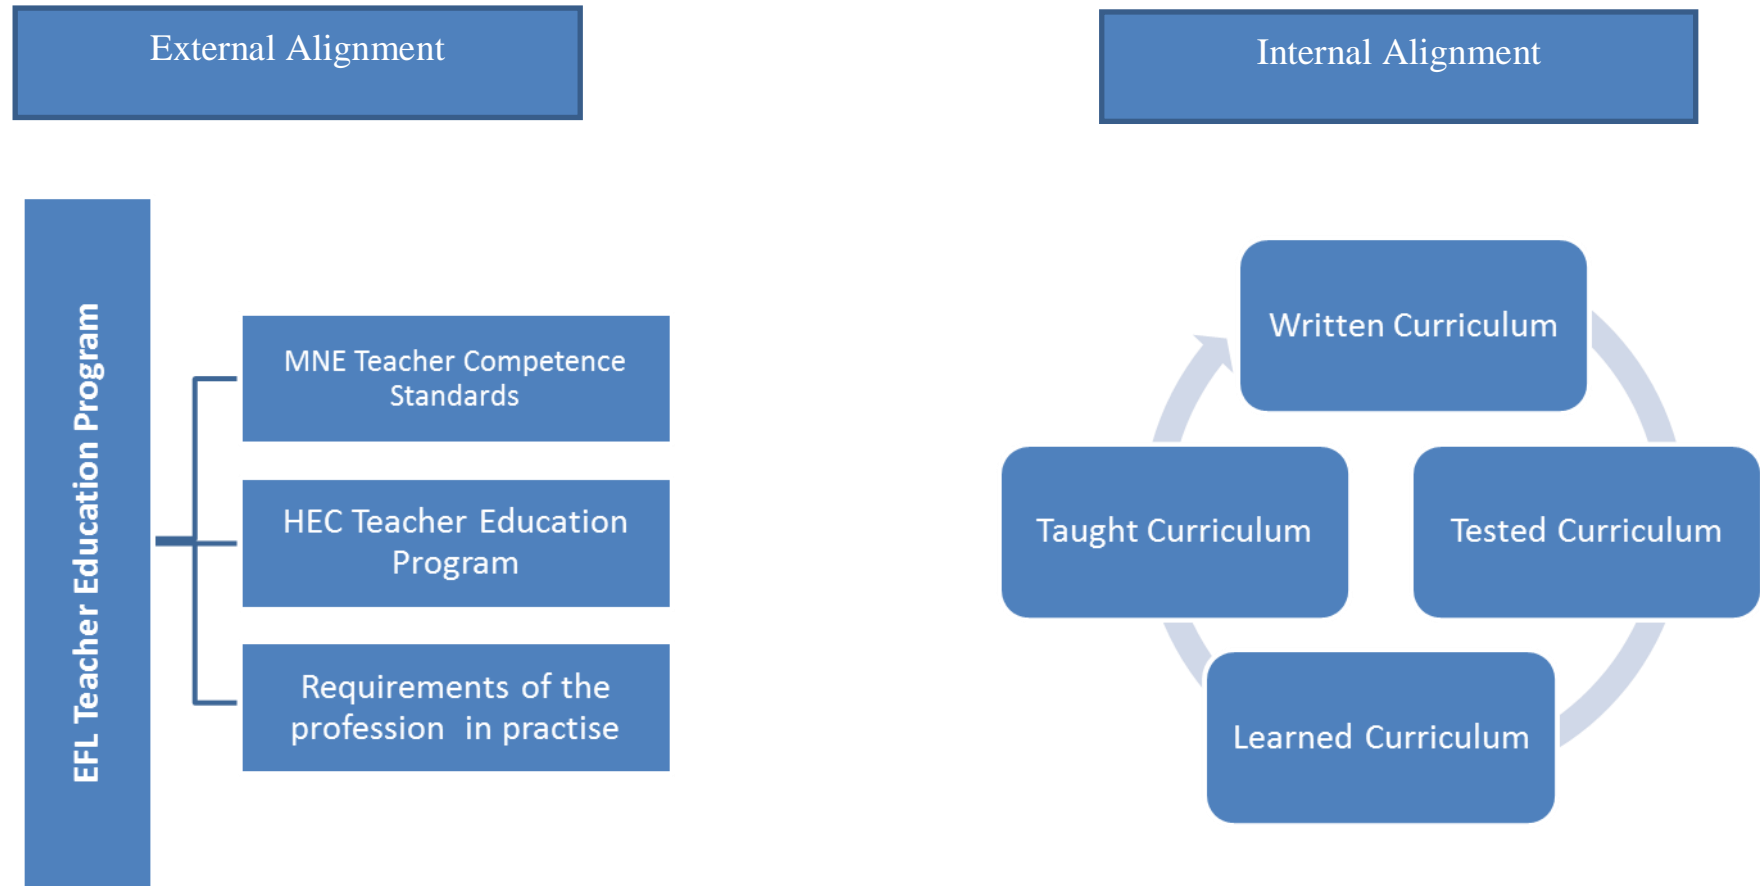 External Alignment
Internal Alignment
EFL Teacher Education Program
MNE Teacher Competence
Standards
HEC Teacher Education
Program
Requirements of the
profession in practise
Written Curriculum
Tested Curriculum
Learned Curriculum
Taught Curriculum